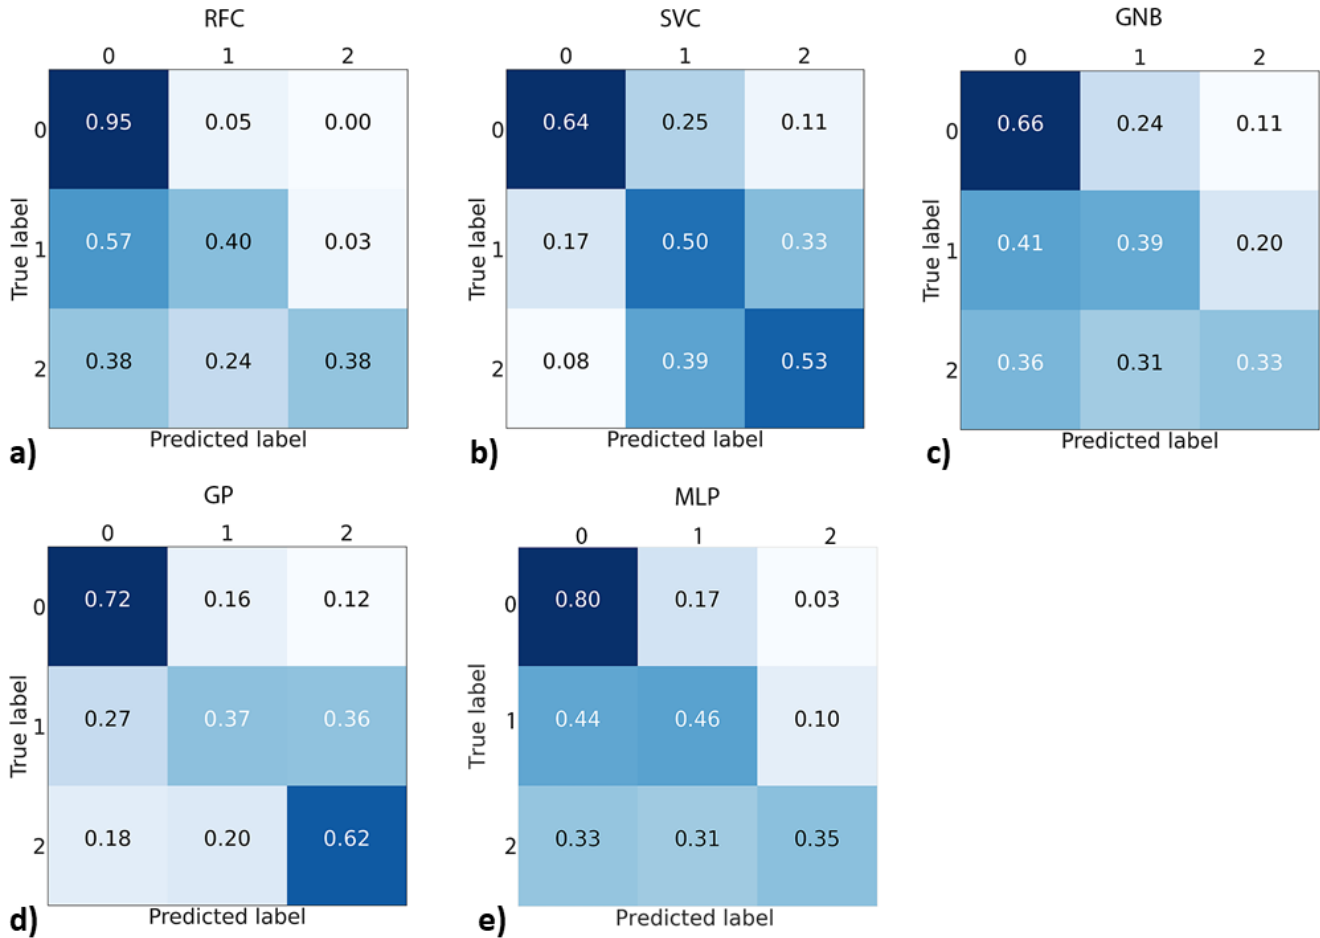 RFC
0 1 2
0 0.95 0.05 0.00
1 0.57 0.40 0.03
2 0.38 0.24 0.38
True label
Predicted label
a)
SVC
0 1 2
0 0.64 0.25 0.11
1 0.17 0.50 0.33
2 0.08 0.39 0.53
True label
Predicted label
b)
GNB
0 1 2
0 0.66 0.24 0.11
1 0.41 0.39 0.20
2 0.36 0.31 0.33
True label
Predicted label
c)
GP
0 1 2
0 0.72 0.16 0.12
1 0.27 0.37 0.36
2 0.18 0.20 0.62
True label
Predicted label
d)
MLP
0 1 2
0 0.80 0.17 0.03
1 0.44 0.46 0.10
2 0.33 0.31 0.35
True label
Predicted label
e)